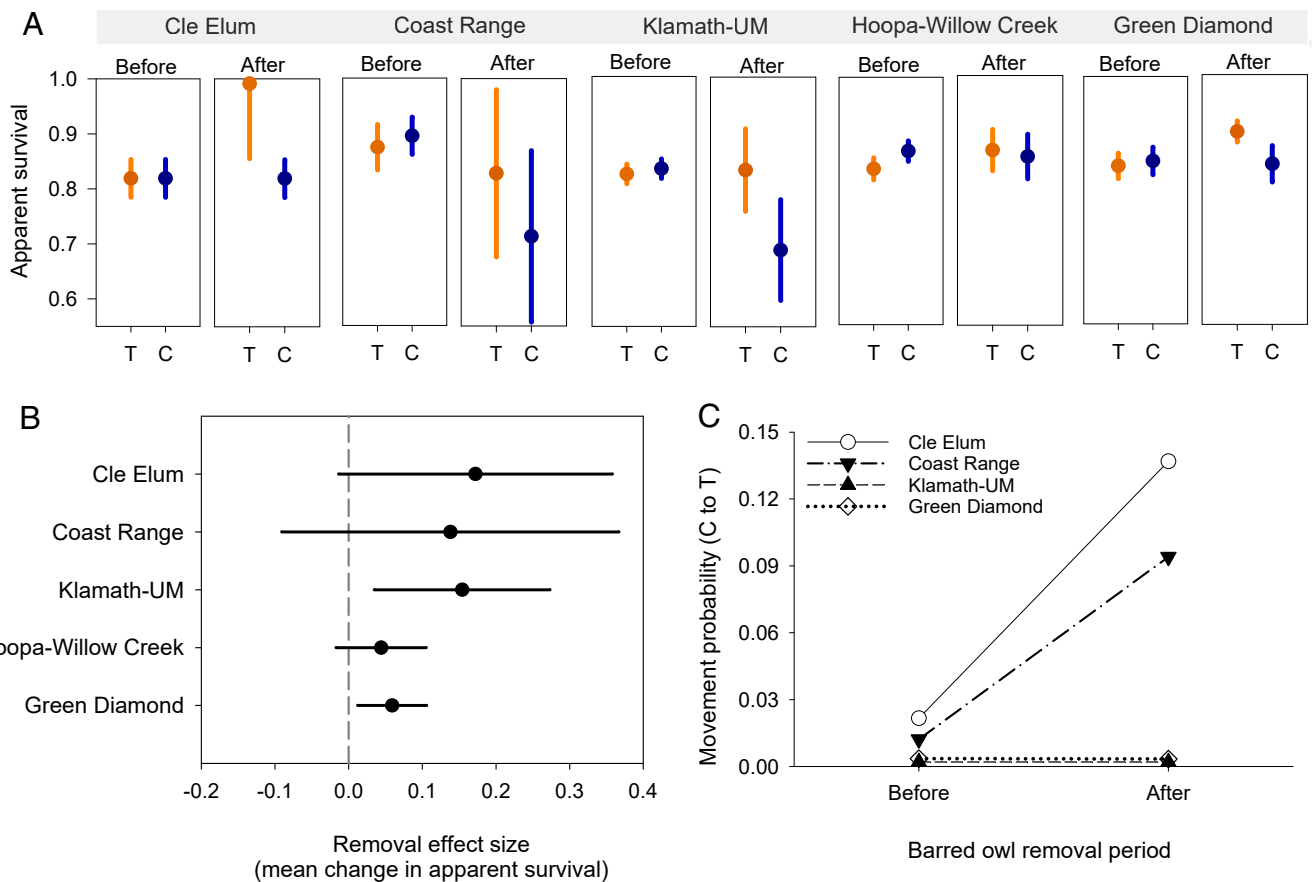 A
Cle Elum Coast Range Klamath-UM Hoopa-Willow Creek Green Diamond
Before After Before After Before After Before After Before After
Apparent survival
1.0
0.9
0.8
0.7
0.6
T C T C T C T C T C T C T C T C T C T C
B
Cle Elum
Coast Range
Klamath-UM
oopa-Willow Creek
Green Diamond
-0.2 -0.1 0.0 0.1 0.2 0.3 0.4
Removal effect size
(mean change in apparent survival)
C
Movement probability (C to T)
0.15
0.12
0.09
0.06
0.03
0.00
Cle Elum
Coast Range
Klamath-UM
Green Diamond
Before After
Barred owl removal period